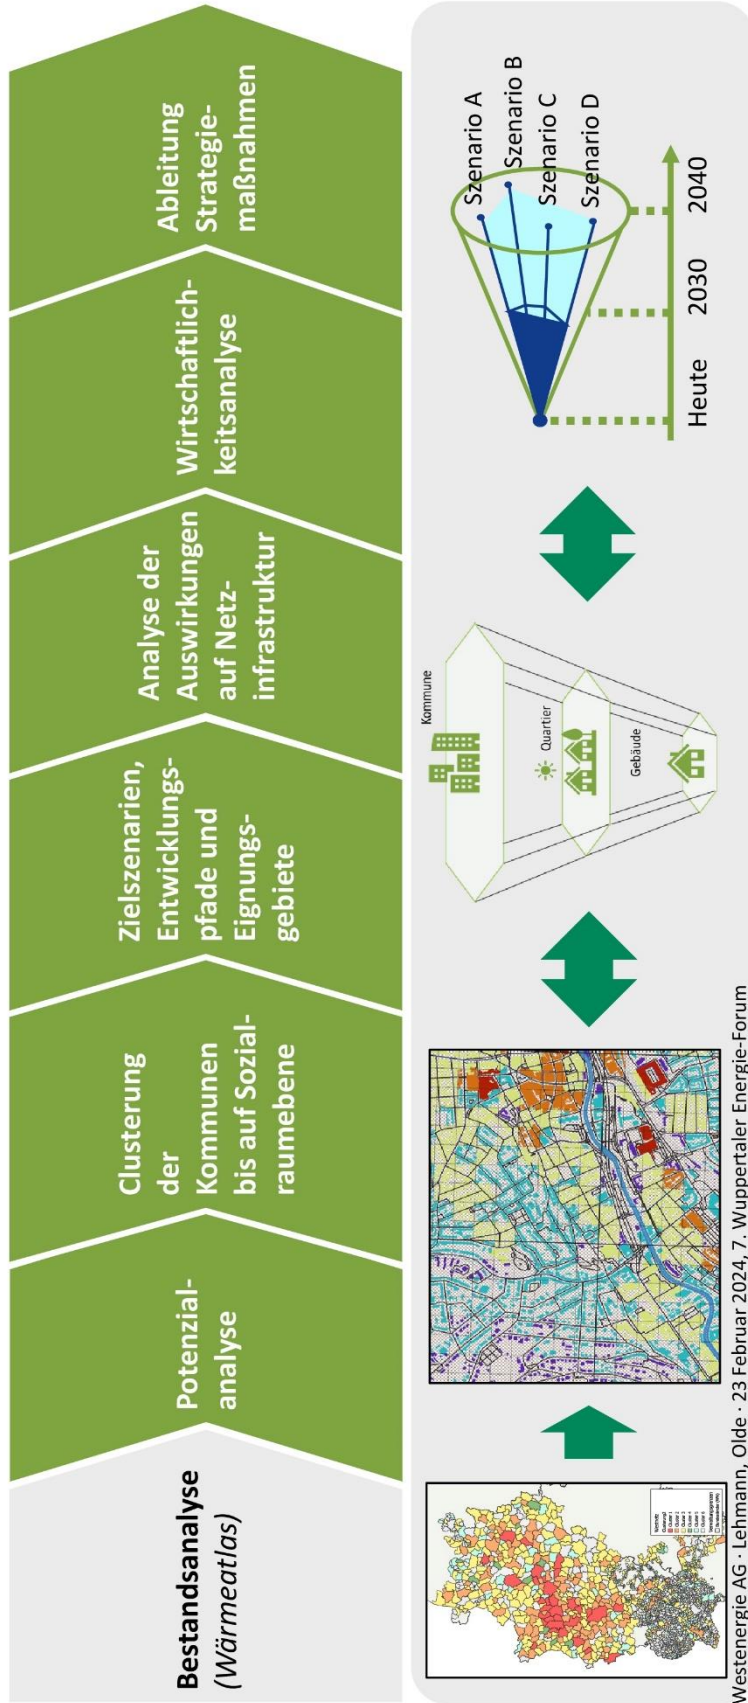 Bestandsanalyse
(Wärmeatlas)
Potenzial-
analyse
Clusterung
der
Kommunen
bis auf Sozial-
raumebene
Zielszenarien,
Entwicklungs-
pfade und
Eignungs-
gebiete
Analyse der
Auswirkungen
auf Netz-
infrastruktur
Wirtschaftlich-
keitsanalyse
Ableitung
Strategie-
maßnahmen
Kommune
Quartier
Gebäude
Szenario A
Szenario B
Szenario C
Szenario D
Heute
2030
2040
Westenergie AG · Lehmann, Olde · 23 Februar 2024, 7. Wuppertaler Energie-Forum